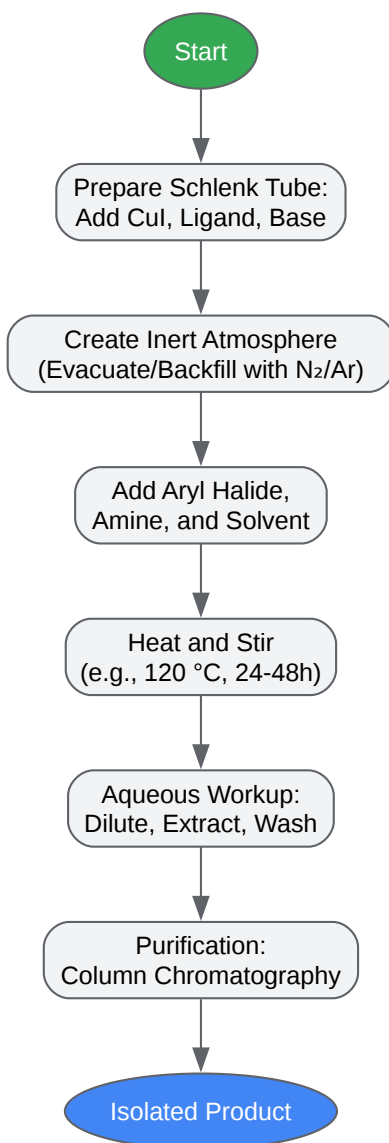 Start
Prepare Schlenk Tube:
Add CuI, Ligand, Base
Create Inert Atmosphere
(Evacuate/Backfill with N₂/Ar)
Add Aryl Halide,
Amine, and Solvent
Heat and Stir
(e.g., 120 °C, 24-48h)
Aqueous Workup:
Dilute, Extract, Wash
Purification:
Column Chromatography
Isolated Product